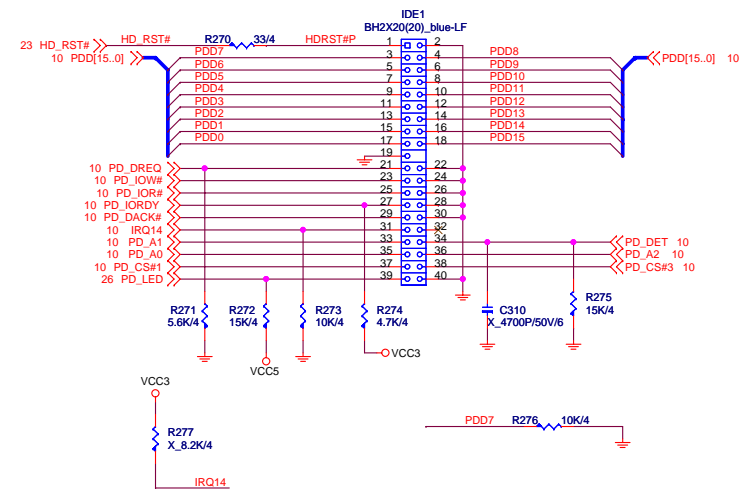 IDE1
BH2X20(20)_blue-LF
23 HD_RST# HD_RST# R270 33/4 HDRST#P 1 2
10 PDD[15..0] PDD7 3 4 PDD8 PDD[15..0] 10
PDD6 5 6 PDD9
PDD5 7 8 PDD10
PDD4 9 10 PDD11
PDD3 11 12 PDD12
PDD2 13 14 PDD13
PDD1 15 16 PDD14
PDD0 17 18 PDD15
19
10 PD_DREQ 21 22
10 PD_IOW# 23 24
10 PD_IOR# 25 26
10 PD_IORDY 27 28
10 PD_DACK# 29 30
10 IRQ14 31 32
10 PD_A1 33 34 PD_DET 10
10 PD_A0 35 36 PD_A2 10
10 PD_CS#1 37 38 PD_CS#3 10
26 PD_LED 39 40
R271 R272 R273 R274 C310 R275
5.6K/4 15K/4 10K/4 4.7K/4 X_4700P/50V/6 15K/4
VCC3
VCC5
VCC3
R277
X_8.2K/4
IRQ14
PDD7 R276 10K/4